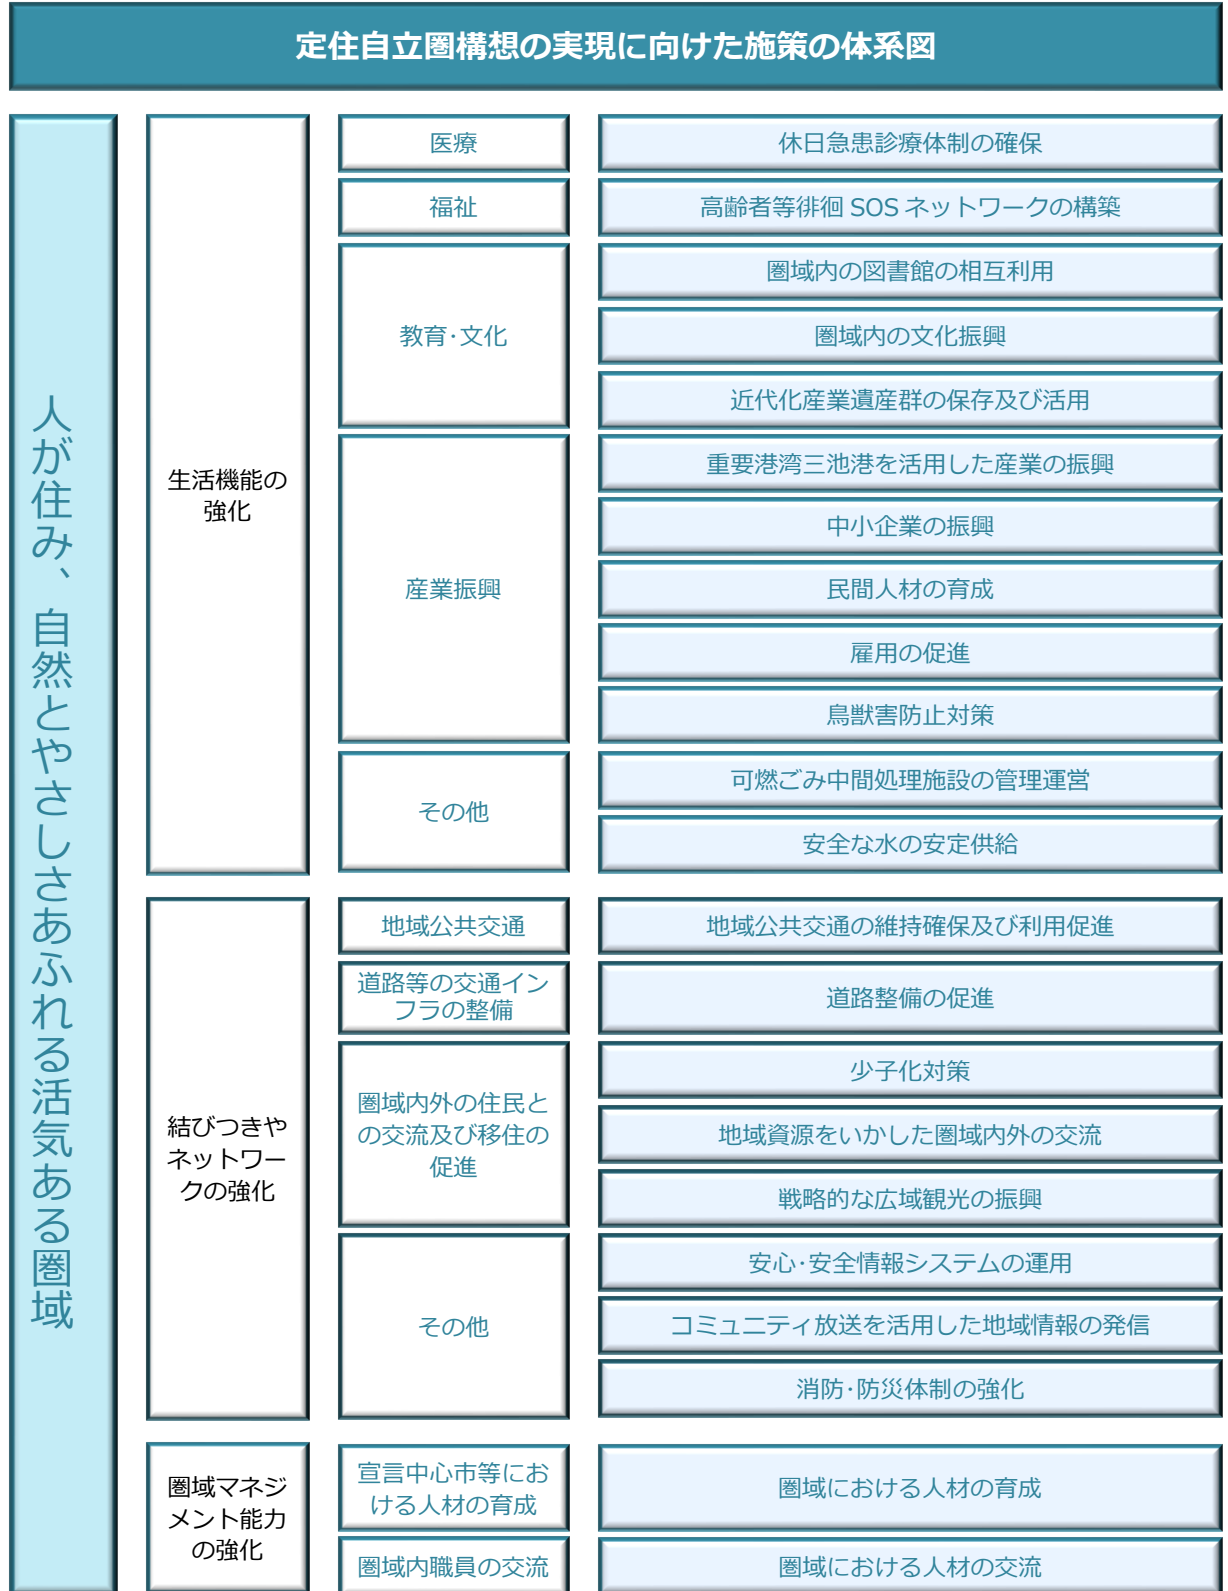 定住自立圏構想の実現に向けた施策の体系図
人が住み、自然とやさしさあふれる活気ある圏域
生活機能の
強化
医療
休日急患診療体制の確保
福祉
高齢者等徘徊 SOS ネットワークの構築
教育･文化
圏域内の図書館の相互利用
圏域内の文化振興
近代化産業遺産群の保存及び活用
産業振興
重要港湾三池港を活用した産業の振興
中小企業の振興
民間人材の育成
雇用の促進
鳥獣害防止対策
その他
可燃ごみ中間処理施設の管理運営
安全な水の安定供給
結びつきや
ネットワー
クの強化
地域公共交通
地域公共交通の維持確保及び利用促進
道路等の交通イン
フラの整備
道路整備の促進
圏域内外の住民と
の交流及び移住の
促進
少子化対策
地域資源をいかした圏域内外の交流
戦略的な広域観光の振興
その他
安心･安全情報システムの運用
コミュニティ放送を活用した地域情報の発信
消防･防災体制の強化
圏域マネジ
メント能力
の強化
宣言中心市等にお
ける人材の育成
圏域における人材の育成
圏域内職員の交流
圏域における人材の交流